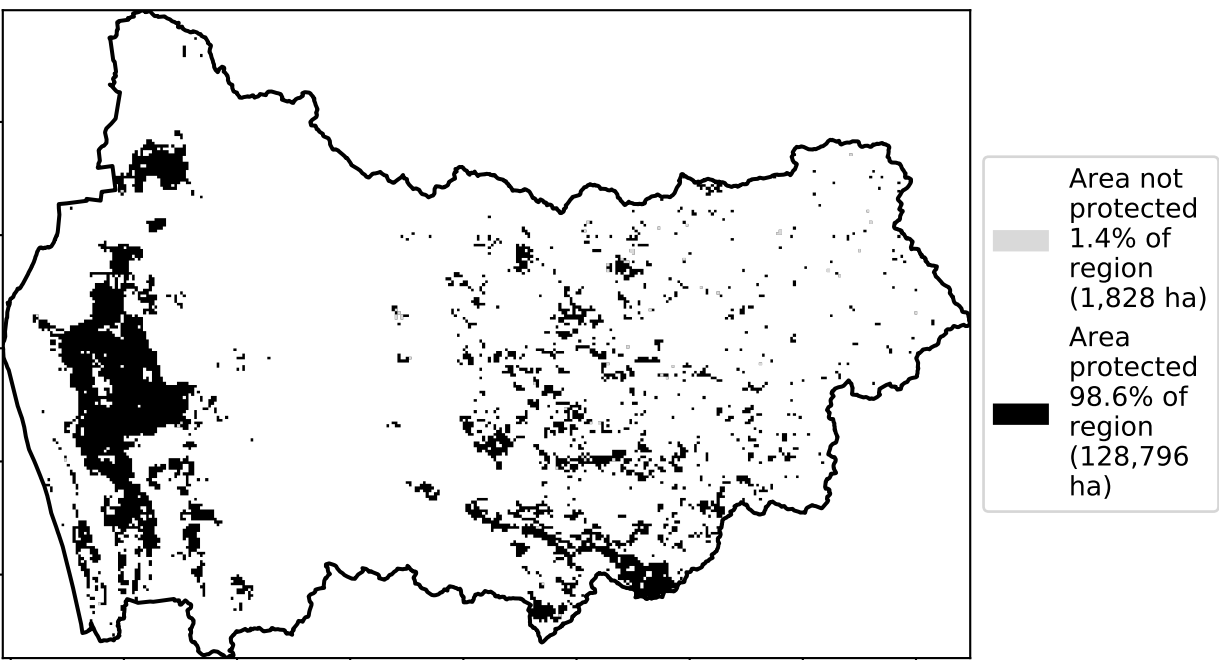 Area not
protected
1.4% of
region
(1,828 ha)
Area
protected
98.6% of
region
(128,796
ha)